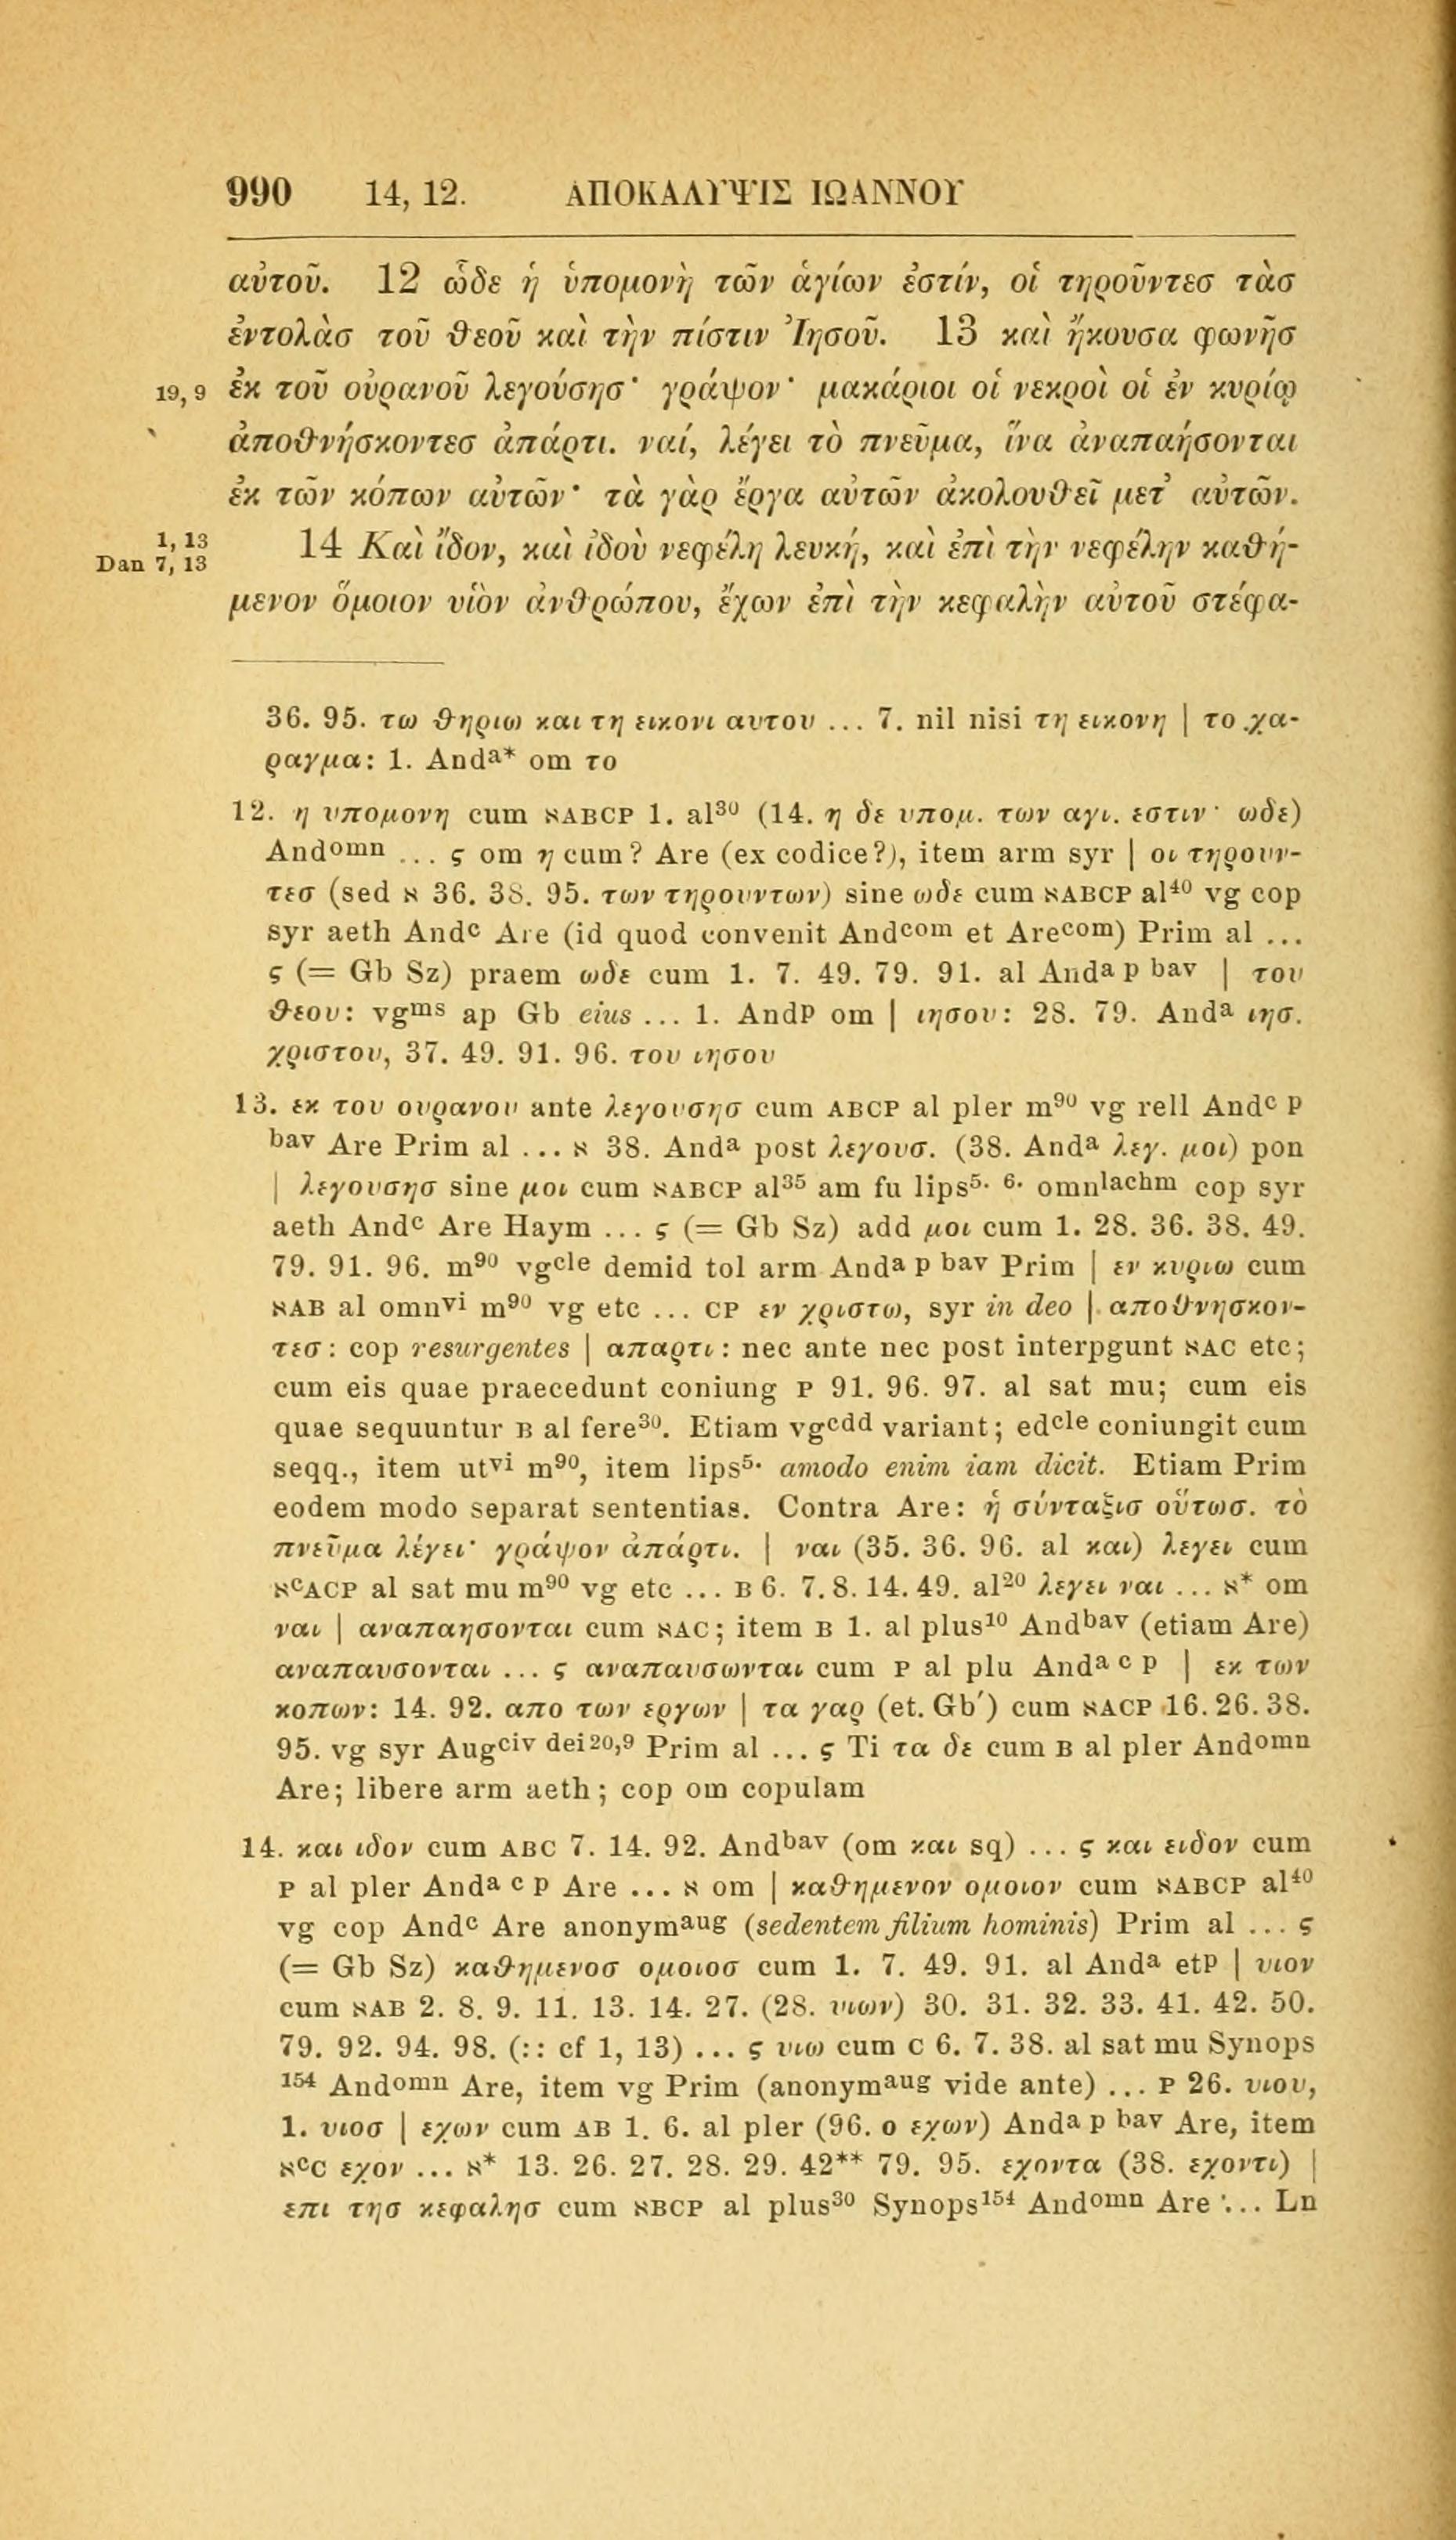 990 14, 12. ΑΠΟΚΑΛΥΨΙΣ ΙΩΑΝΝΟΥ
αὐτοῦ. 12 ὧδε ἡ ὑπομονὴ τῶν ἁγίων ἐστίν, οἱ τηροῦντεσ τὰσ
ἐντολὰσ τοῦ θεοῦ καὶ τὴν πίστιν Ἰησοῦ. 13 καὶ ἤκουσα φωνῆσ
19, 9 ἐκ τοῦ οὐρανοῦ λεγούσησ· γράψον· μακάριοι οἱ νεκροὶ οἱ ἐν κυρίῳ
ἀποθνήσκοντεσ ἀπάρτι. ναί, λέγει τὸ πνεῦμα, ἵνα ἀναπαήσονται
ἐκ τῶν κόπων αὐτῶν· τὰ γὰρ ἔργα αὐτῶν ἀκολουθεῖ μετ’ αὐτῶν.
1, 13
Dan 7, 13
14 Καὶ ἴδον, καὶ ἰδοὺ νεφέλη λευκή, καὶ ἐπὶ τὴν νεφέλην καθή-
μενον ὅμοιον υἱὸν ἀνθρώπου, ἔχων ἐπὶ τὴν κεφαλὴν αὐτοῦ στέφα-
36. 95. τω θηριω και τη εικονι αυτου ... 7. nil nisi τη εικονη | το χα-
ραγμα: 1. Andᵃ* om το
12. η υπομονη cum ℵABCP 1. al³⁰ (14. η δε υπομ. των αγι. εστιν· ωδε)
Andᵒᵐⁿ ... ϛ om η cum? Are (ex codice?), item arm syr | οι τηρουν-
τεσ (sed ℵ 36. 38. 95. των τηρουντων) sine ωδε cum ℵABCP al⁴⁰ vg cop
syr aeth Andᶜ Are (id quod convenit Andᶜᵒᵐ et Areᶜᵒᵐ) Prim al ...
ϛ (= Gb Sz) praem ωδε cum 1. 7. 49. 79. 91. al Andᵃ ᵖ ᵇᵃᵛ | του
θεου: vgᵐˢ ap Gb eius ... 1. Andᵖ om | ιησου: 28. 79. Andᵃ ιησ.
χριστου, 37. 49. 91. 96. του ιησου
13. εκ του ουρανου ante λεγουσησ cum ABCP al pler m⁹⁰ vg rell Andᶜ ᵖ
ᵇᵃᵛ Are Prim al ... ℵ 38. Andᵃ post λεγουσ. (38. Andᵃ λεγ. μοι) pon
| λεγουσησ sine μοι cum ℵABCP al³⁵ am fu lips⁵· ⁶· omnˡᵃᶜʰᵐ cop syr
aeth Andᶜ Are Haym ... ϛ (= Gb Sz) add μοι cum 1. 28. 36. 38. 49.
79. 91. 96. m⁹⁰ vgᶜˡᵉ demid tol arm Andᵃ ᵖ ᵇᵃᵛ Prim | εν κυριω cum
ℵAB al omnᵛⁱ m⁹⁰ vg etc ... CP εν χριστω, syr in deo | αποθνησκον-
τεσ: cop resurgentes | απαρτι: nec ante nec post interpgunt ℵAC etc;
cum eis quae praecedunt coniung P 91. 96. 97. al sat mu; cum eis
quae sequuntur B al fere³⁰. Etiam vgᶜᵈᵈ variant; edᶜˡᵉ coniungit cum
seqq., item utᵛⁱ m⁹⁰, item lips⁵· amodo enim iam dicit. Etiam Prim
eodem modo separat sententias. Contra Are: ἡ σύνταξισ οὕτωσ. τὸ
πνεῦμα λέγει· γράψον ἀπάρτι. | ναι (35. 36. 96. al και) λεγει cum
ℵᶜACP al sat mu m⁹⁰ vg etc ... B 6. 7. 8. 14. 49. al²⁰ λεγει ναι ... ℵ* om
ναι | αναπαησονται cum ℵAC; item B 1. al plus¹⁰ Andᵇᵃᵛ (etiam Are)
αναπαυσονται ... ϛ αναπαυσωνται cum P al plu Andᵃ ᶜ ᵖ | εκ των
κοπων: 14. 92. απο των εργων | τα γαρ (et. Gb′) cum ℵACP 16. 26. 38.
95. vg syr Augᶜⁱᵛ ᵈᵉⁱ²⁰,⁹ Prim al ... ϛ Ti τα δε cum B al pler Andᵒᵐⁿ
Are; libere arm aeth; cop om copulam
14. και ιδον cum ABC 7. 14. 92. Andᵇᵃᵛ (om και sq) ... ϛ και ειδον cum
P al pler Andᵃ ᶜ ᵖ Are ... ℵ om | καθημενον ομοιον cum ℵABCP al⁴⁰
vg cop Andᶜ Are anonymᵃᵘᵍ (sedentem filium hominis) Prim al ... ϛ
(= Gb Sz) καθημενοσ ομοιοσ cum 1. 7. 49. 91. al Andᵃ etᵖ | υιον
cum ℵAB 2. 8. 9. 11. 13. 14. 27. (28. υιων) 30. 31. 32. 33. 41. 42. 50.
79. 92. 94. 98. (:: cf 1, 13) ... ϛ υιω cum C 6. 7. 38. al sat mu Synops
¹⁵⁴ Andᵒᵐⁿ Are, item vg Prim (anonymᵃᵘᵍ vide ante) ... P 26. υιου,
1. υιοσ | εχων cum AB 1. 6. al pler (96. ο εχων) Andᵃ ᵖ ᵇᵃᵛ Are, item
ℵᶜC εχον ... ℵ* 13. 26. 27. 28. 29. 42** 79. 95. εχοντα (38. εχοντι) |
επι τησ κεφαλησ cum ℵBCP al plus³⁰ Synops¹⁵⁴ Andᵒᵐⁿ Are ... Ln